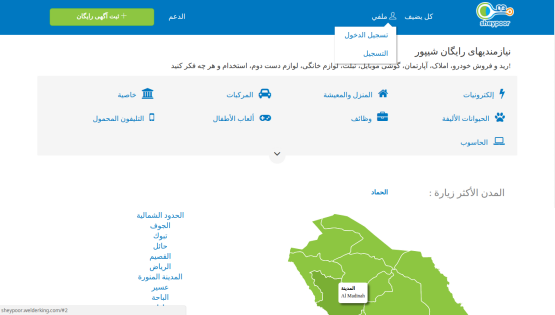 sheypoor
كل يضيف
ملفي
الدعم
+ ثبت آگهی رایگان
تسجيل الدخول
التسجيل
نیازمندیهای رایگان شیپور
رید و فروش خودرو، املاک، آپارتمان، گوشی موبایل، تبلت، لوازم خانگی، لوازم دست دوم، استخدام و هر چه فکر کنید!
إلكترونيات
المنزل والمعيشة
المركبات
خاصية
الحيوانات الأليفة
وظائف
ألعاب الأطفال
التليفون المحمول
الحاسوب
المدن الأكثر زيارة :
الحماد
الحدود الشمالية
الجوف
تبوك
حائل
القصيم
الرياض
المدينة المنورة
عسير
الباحة
المدينة
Al Madinah
sheypoor.welderking.com/#2